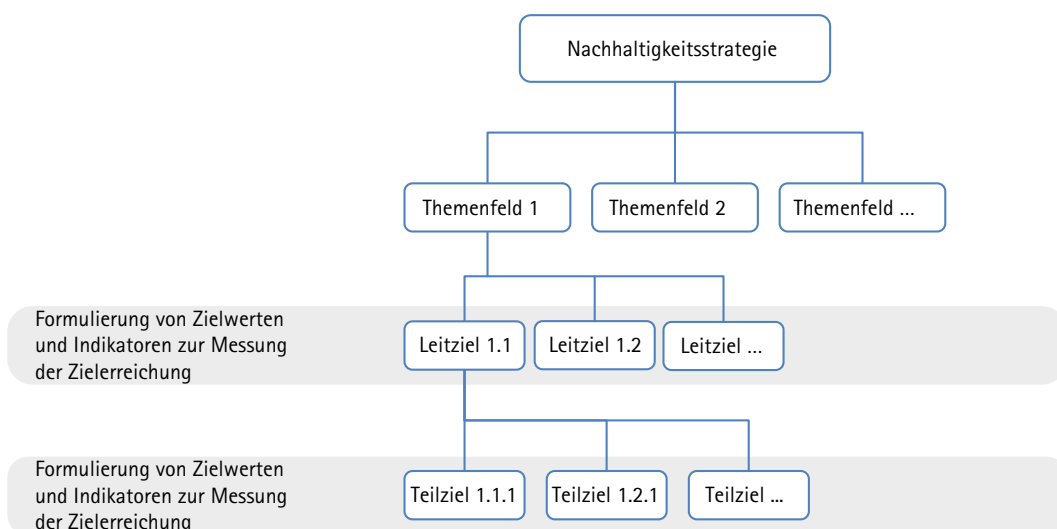 Nachhaltigkeitsstrategie
Themenfeld 1
Themenfeld 2
Themenfeld ...
Formulierung von Zielwerten
und Indikatoren zur Messung
der Zielerreichung
Leitziel 1.1
Leitziel 1.2
Leitziel ...
Formulierung von Zielwerten
und Indikatoren zur Messung
der Zielerreichung
Teilziel 1.1.1
Teilziel 1.2.1
Teilziel ...